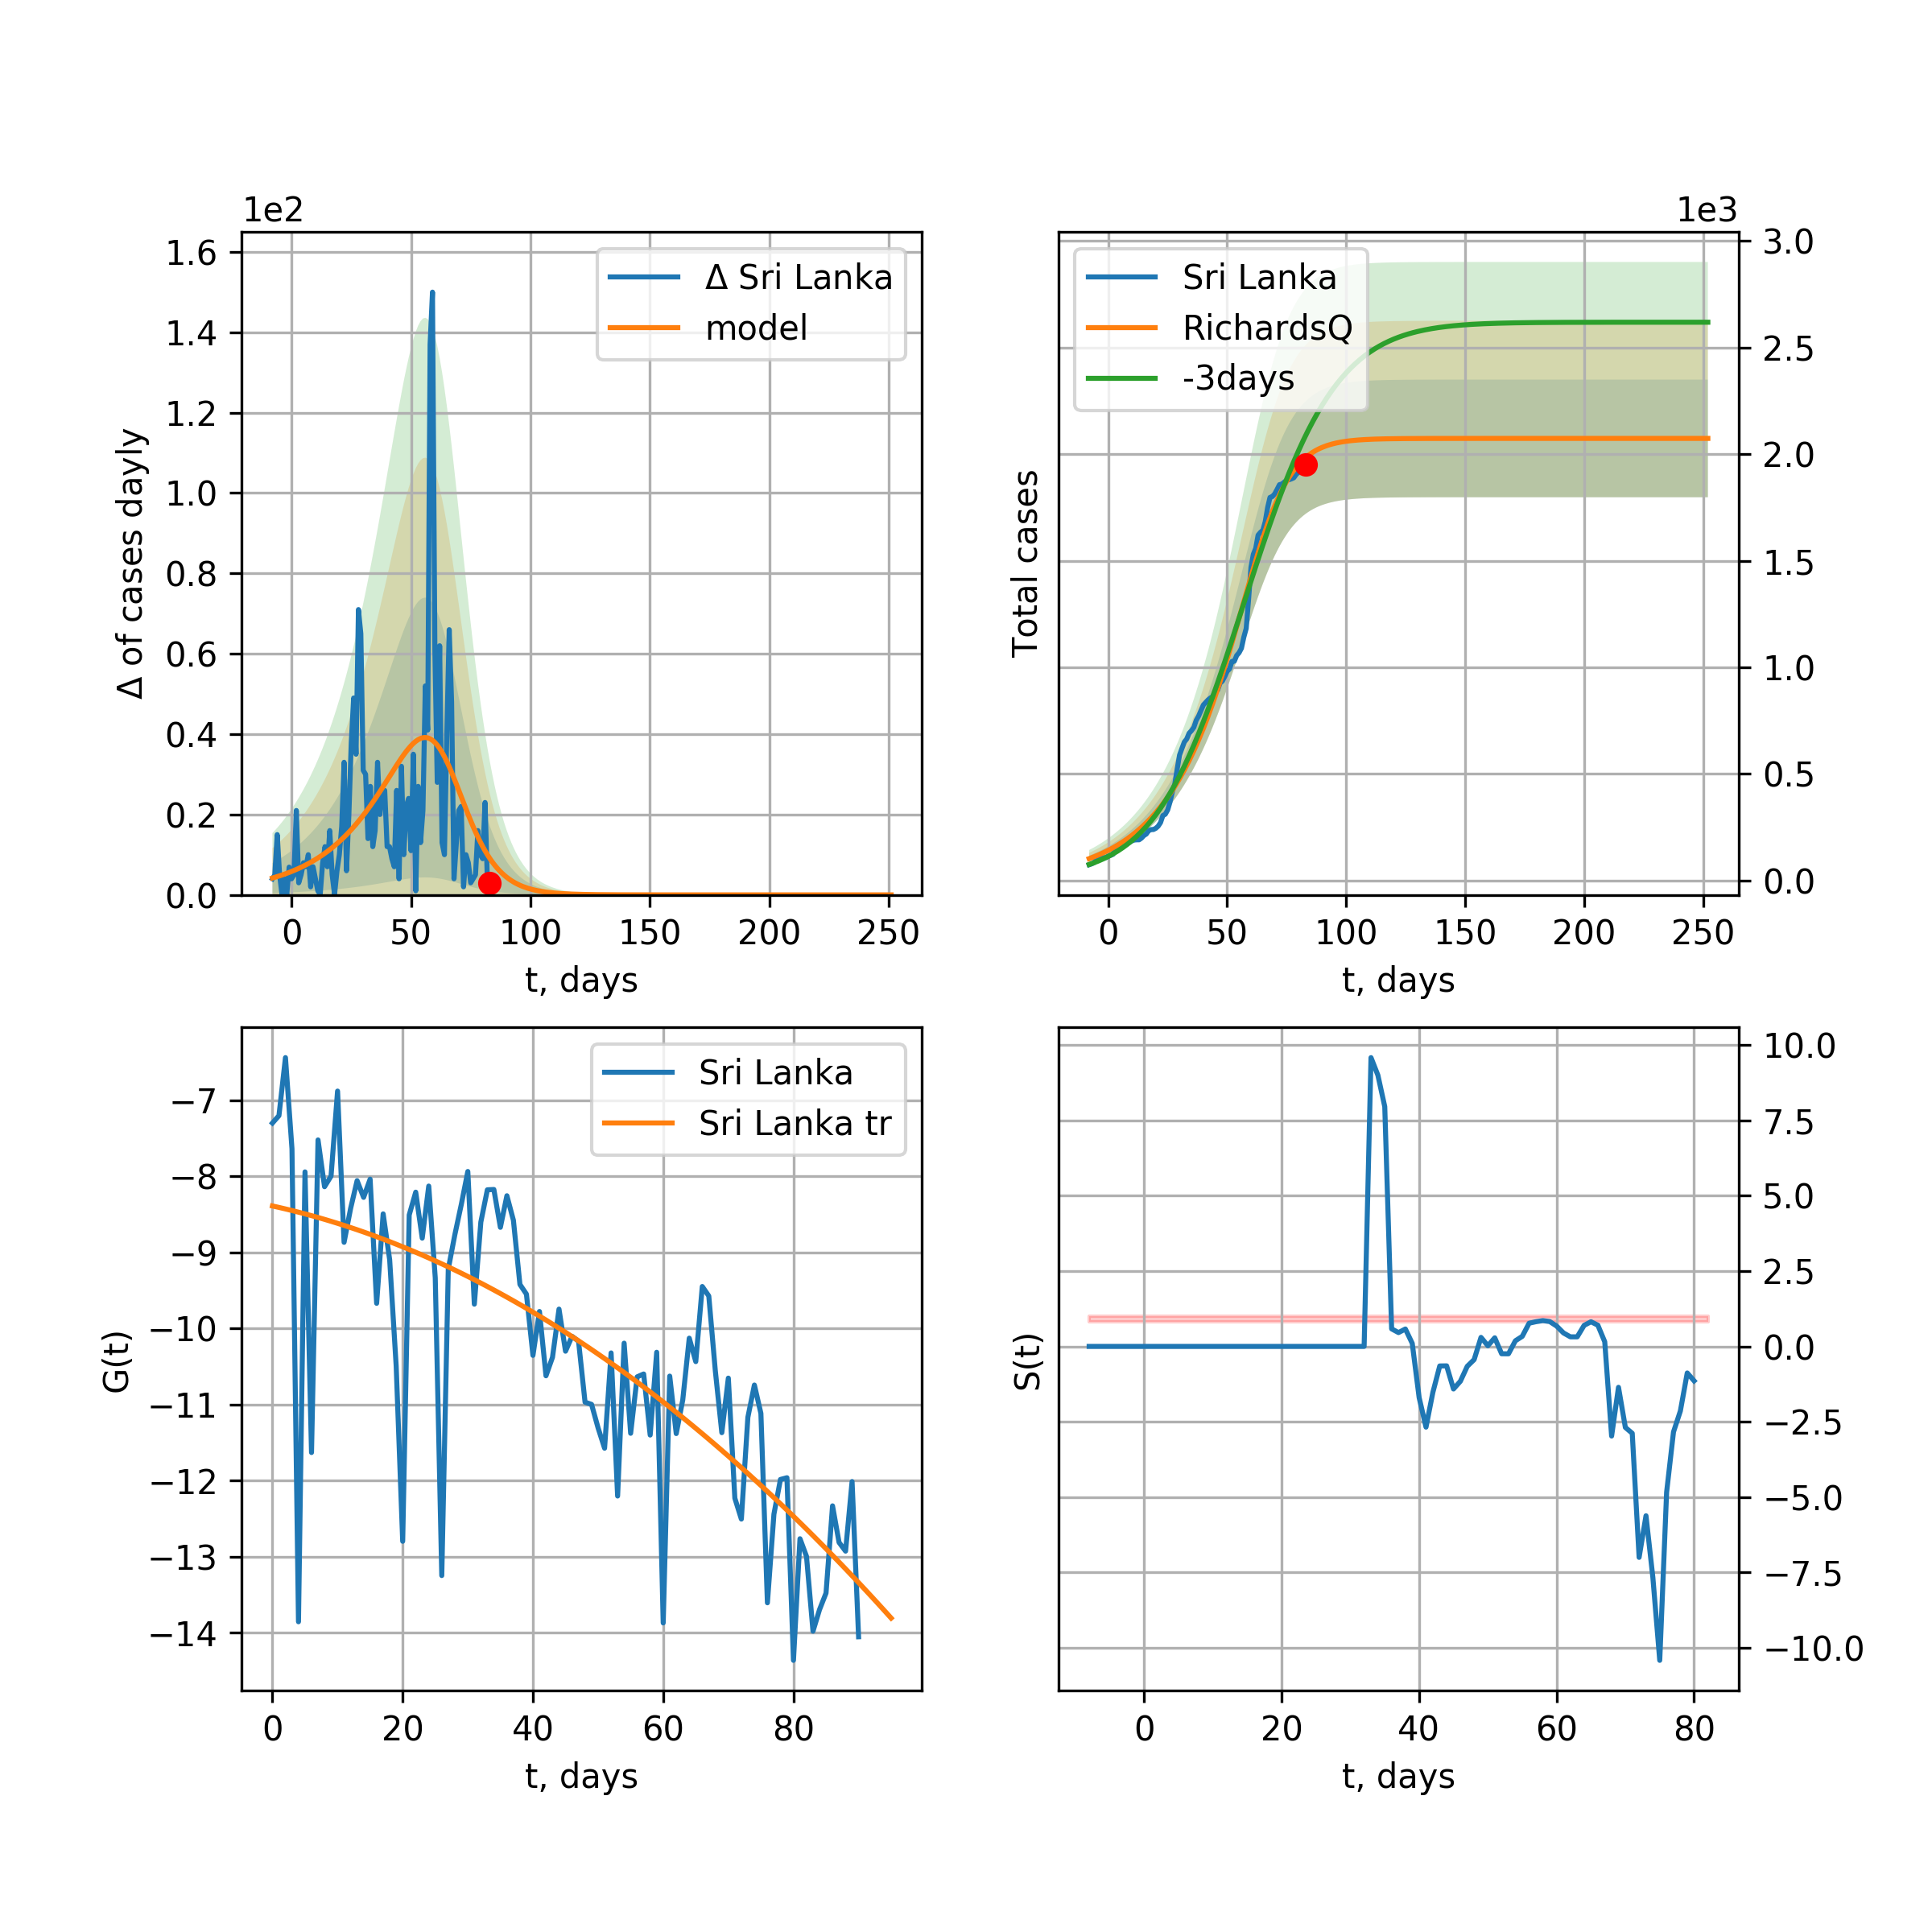 1e2
Δ of cases dayly
1.6
1.4
1.2
1.0
0.8
0.6
0.4
0.2
0.0
Δ Sri Lanka
model
0 50 100 150 200 250
t, days
1e3
Total cases
Sri Lanka
RichardsQ
-3days
3.0
2.5
2.0
1.5
1.0
0.5
0.0
0 50 100 150 200 250
t, days
G(t)
−7
−8
−9
−10
−11
−12
−13
−14
Sri Lanka
Sri Lanka tr
0 20 40 60 80
t, days
S(t)
10.0
7.5
5.0
2.5
0.0
−2.5
−5.0
−7.5
−10.0
0 20 40 60 80
t, days